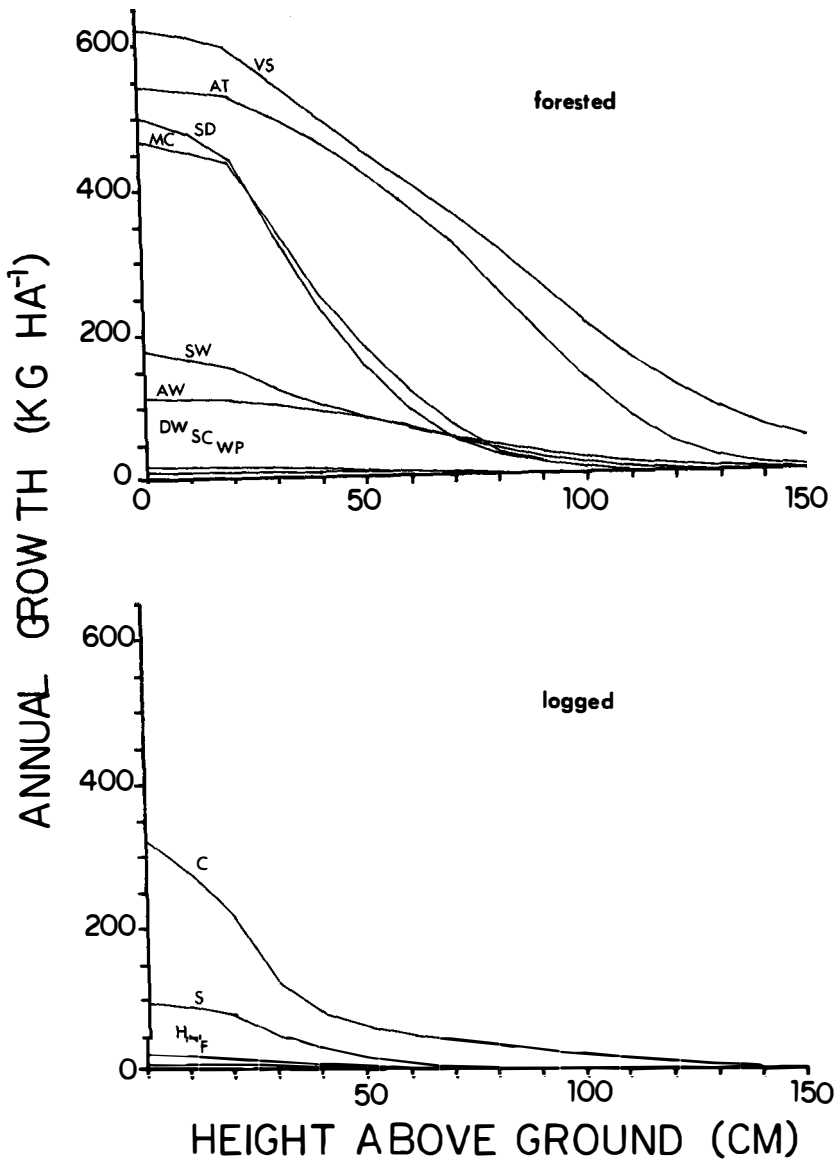 ANNUAL GROWTH (KG HA-1)
600
400
200
0
VS
AT
SD
MC
SW
AW
DW SC WP
forested
0 50 100 150
600
400
200
0
C
S
H
F
logged
50 100 150
HEIGHT ABOVE GROUND (CM)